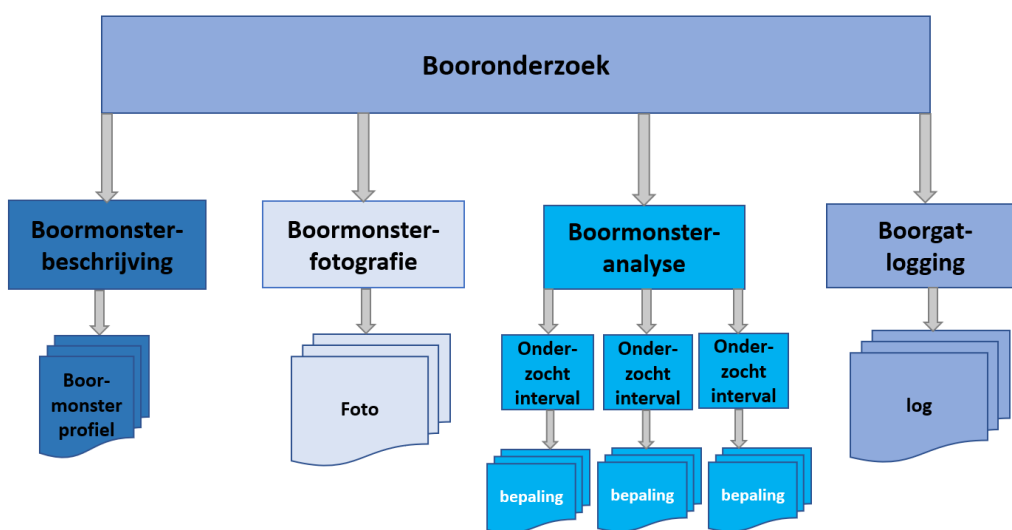 Booronderzoek
Boormonster-
beschrijving
Boormonster-
fotografie
Boormonster-
analyse
Boorgat-
logging
Boor-
monster
profiel
Foto
Onder-
zocht
interval
Onder-
zocht
interval
Onder-
zocht
interval
log
bepaling
bepaling
bepaling